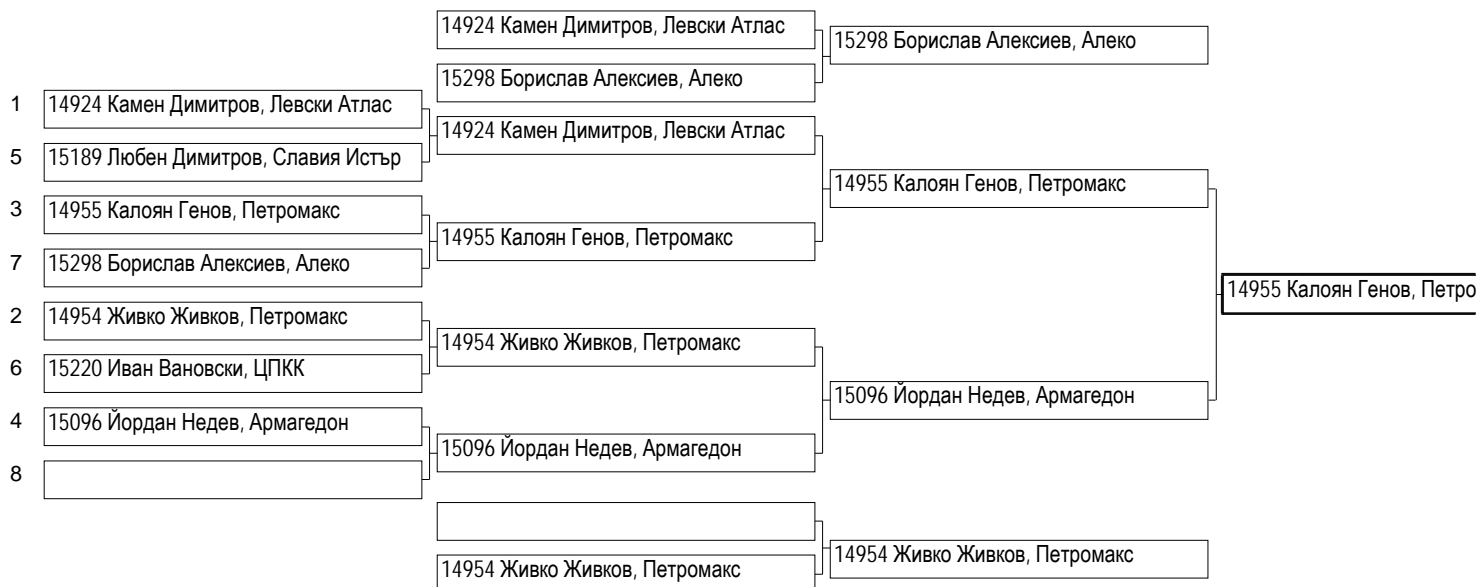 14924 Камен Димитров, Левски Атлас
15298 Борислав Алексиев, Алеко
15298 Борислав Алексиев, Алеко
1 14924 Камен Димитров, Левски Атлас
14924 Камен Димитров, Левски Атлас
5 15189 Любен Димитров, Славия Истър
14955 Калоян Генов, Петромакс
3 14955 Калоян Генов, Петромакс
14955 Калоян Генов, Петромакс
7 15298 Борислав Алексиев, Алеко
14955 Калоян Генов, Петро
2 14954 Живко Живков, Петромакс
14954 Живко Живков, Петромакс
6 15220 Иван Вановски, ЦПКК
15096 Йордан Недев, Армагедон
4 15096 Йордан Недев, Армагедон
15096 Йордан Недев, Армагедон
8
14954 Живко Живков, Петромакс
14954 Живко Живков, Петромакс